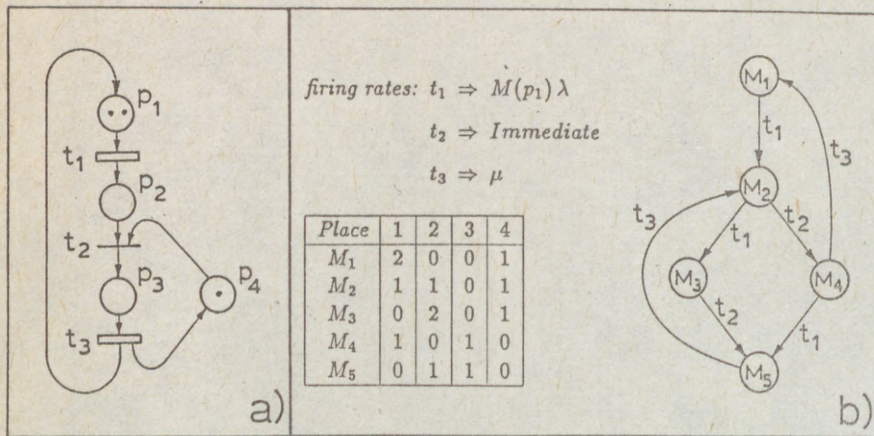 p₁
t₁
p₂
t₂
p₃
p₄
t₃
a)
firing rates: t₁ ⇒ M(p₁) λ
t₂ ⇒ Immediate
t₃ ⇒ μ
Place 1 2 3 4
M₁ 2 0 0 1
M₂ 1 1 0 1
M₃ 0 2 0 1
M₄ 1 0 1 0
M₅ 0 1 1 0
M₁
t₁
t₃
M₂
t₃
t₁
t₂
M₃
M₄
t₂
t₁
M₅
b)